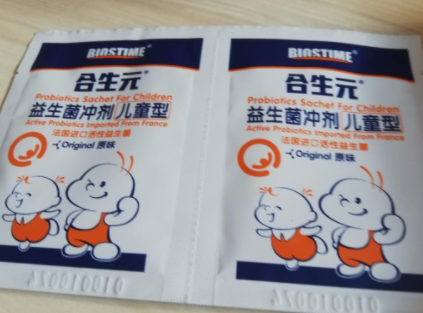 BIOSTIME®
合生元®
Probiotics Sachet For Children
益生菌冲剂 儿童型
Active Probiotics Imported From France
法国进口活性益生菌
Original 原味
BIOSTIME®
合生元®
Probiotics Sachet For Children
益生菌冲剂 儿童型
Active Probiotics Imported From France
法国进口活性益生菌
Original 原味